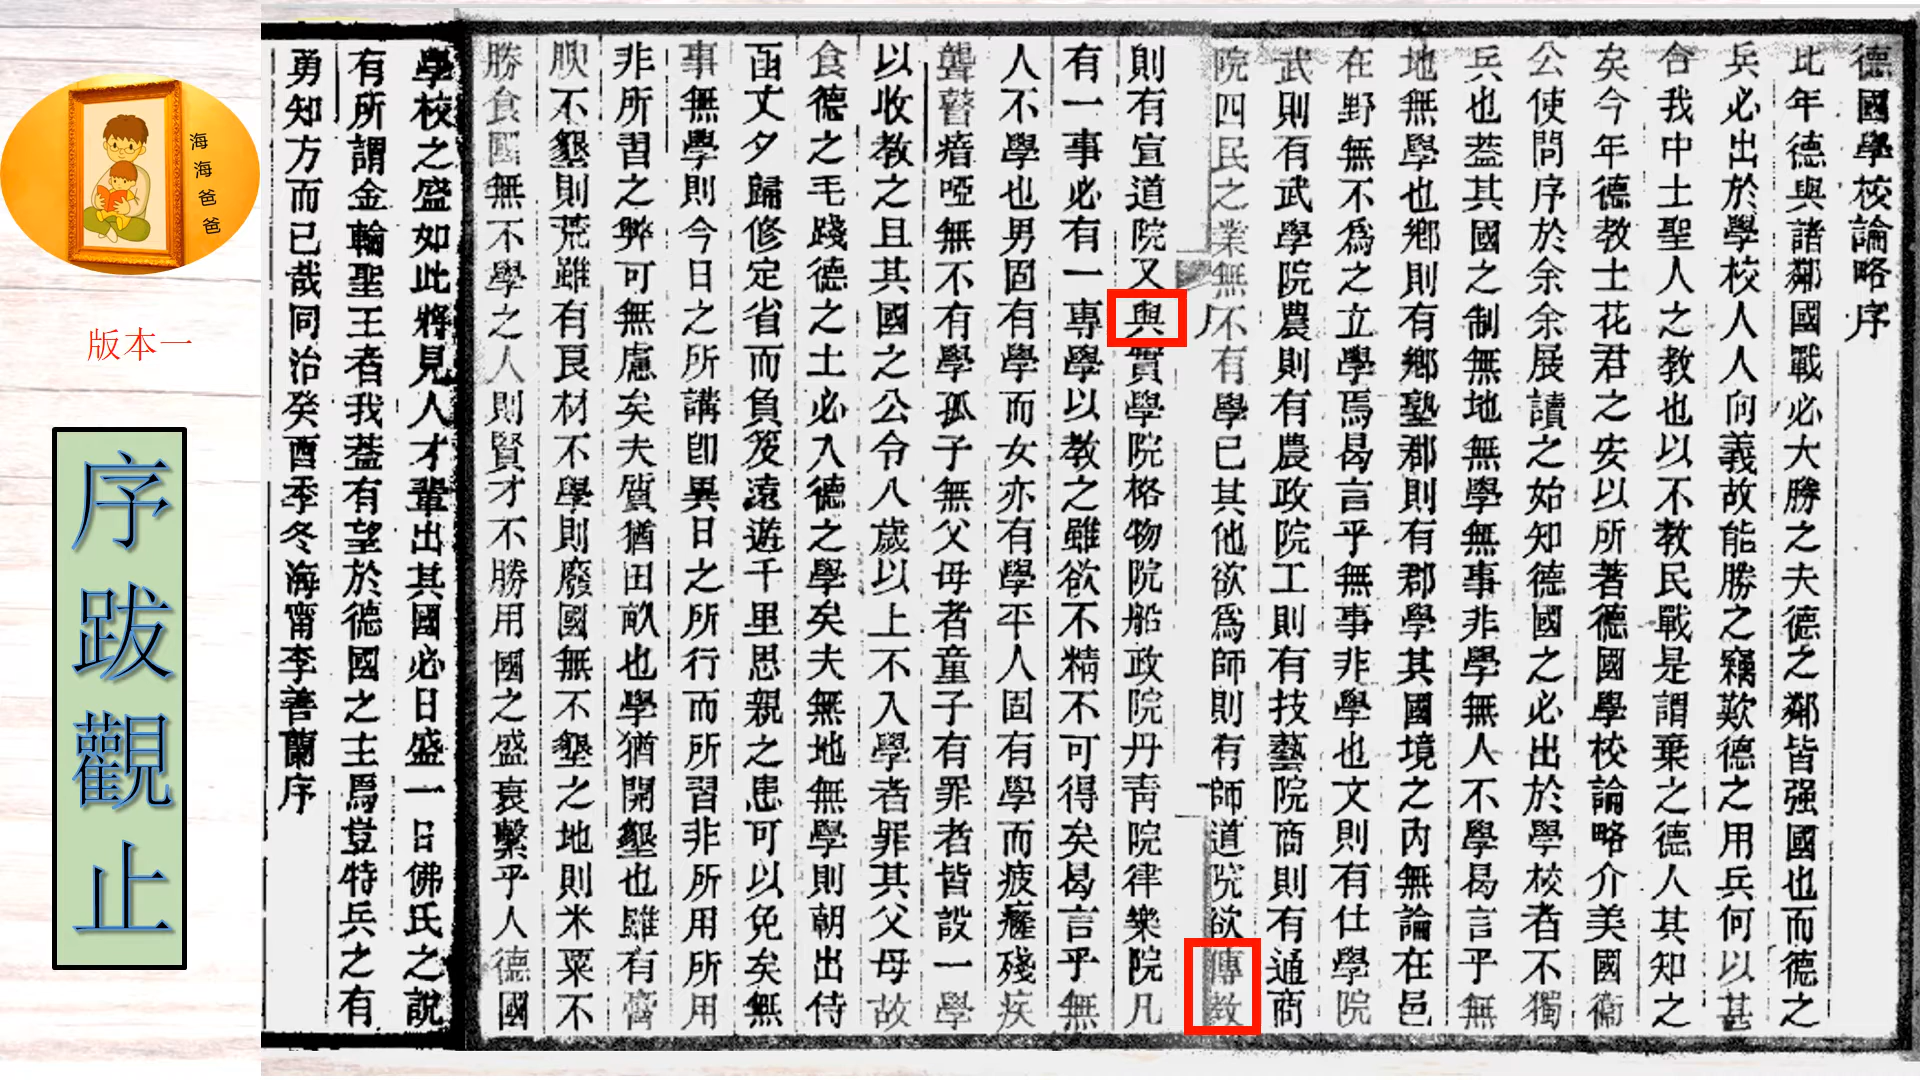 德國學校論略序
比年德與諸鄰國戰必大勝之夫德之鄰皆强國也而德之
兵必出於學校人人向義故能勝之竊歎德之用兵何以甚
合我中士聖人之教也以不教民戰是謂棄之德人其知之
矣今年德教士花君之安以所著德國學校論略介美國衞
公使問序於余余展讀之始知德國之必出於學校者不獨
兵也葢其國之制無地無學無事非學無人不學曷言乎無
地無學也鄉則有鄉塾郡則有郡學其國境之內無論在邑
在野無不爲之立學焉曷言乎無事非學也文則有仕學院
武則有武學院農則有農政院工則有技藝院商則有通商
院四民之業無不有學已其他欲爲師則有師道院欲傳教
則有宣道院又與實學院格物院船政院丹靑院律樂院凡
有一事必有一專學以教之雖欲不精不可得矣曷言乎無
人不學也男固有學而女亦有學平人固有學而疲癃殘疾
聾瞽瘖啞無不有學孤子無父母者童子有罪者皆設一學
以收教之且其國之公令八歲以上不入學者罪其父母故
食德之毛踐德之土必入德之學矣夫無地無學則朝出侍
函丈夕歸修定省而負笈遠遊千里思親之患可以免矣無
事無學則今日之所講卽異日之所行而所習非所用所用
非所習之弊可無慮矣夫質猶田畝也學猶開墾也雖有膏
腴不墾則荒雖有良材不學則廢國無不墾之地則米粟不
勝食國無不學之人則賢才不勝用國之盛衰繫乎人德國
學校之盛如此將見人才輩出其國必日盛一日佛氏之說
有所謂金輪聖王者我葢有望於德國之主焉豈特兵之有
勇知方而已哉同治癸酉季冬海甯李善蘭序
海海爸爸
版本一
序跋觀止